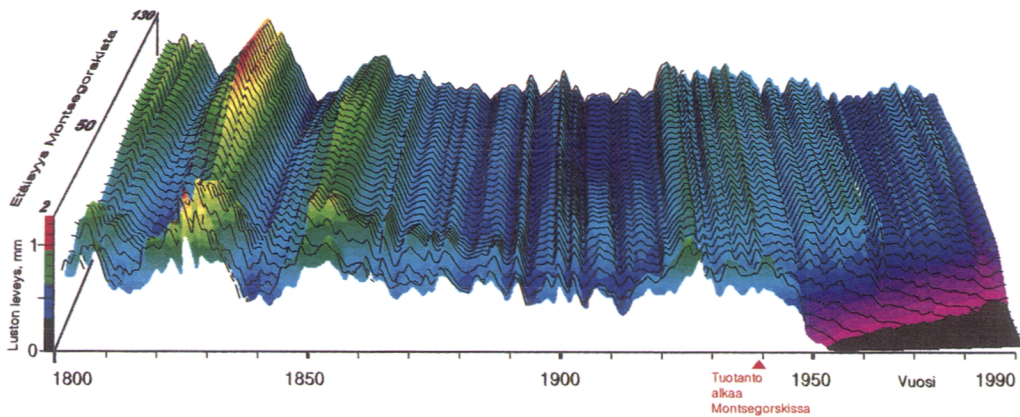 130
50
Etäisyys Montsegorskista
2
1
0
Luston leveys, mm
1800
1850
1900
1950
Vuosi
1990
Tuotanto
alkaa
Montsegorskissa